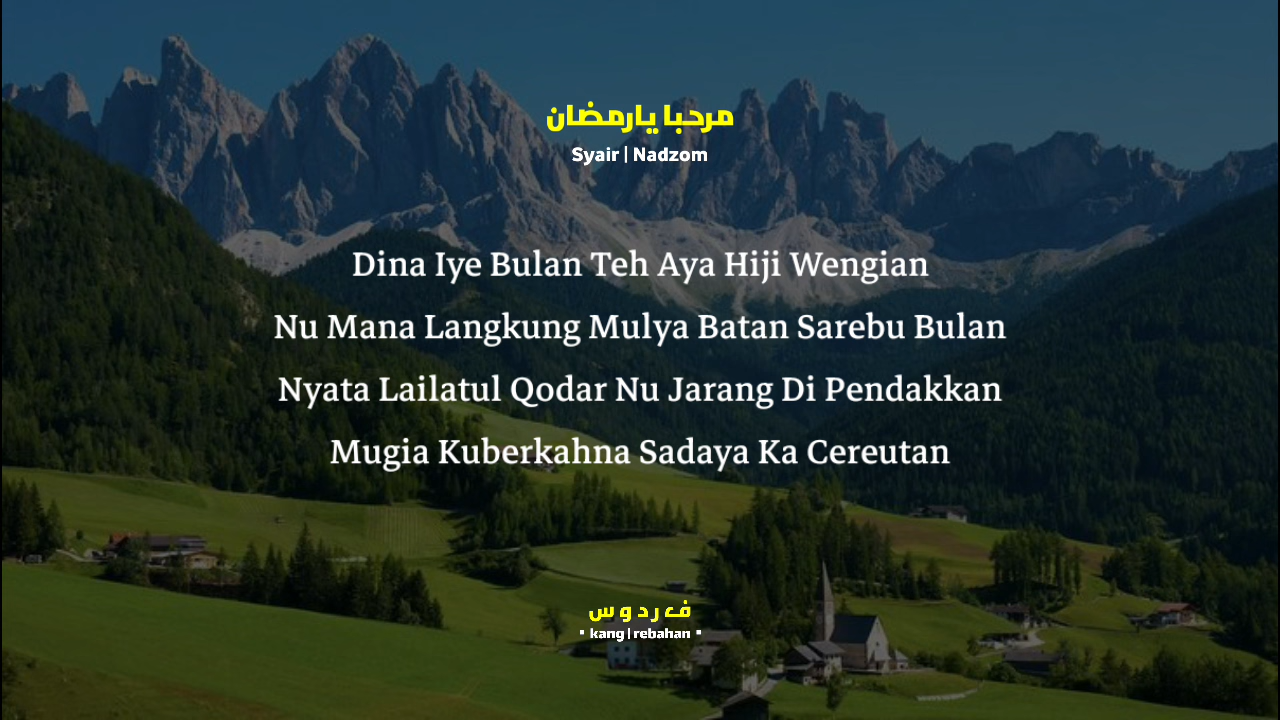 مرحبا يارمضان
Syair | Nadzom
Dina Iye Bulan Teh Aya Hiji Wengian
Nu Mana Langkung Mulya Batan Sarebu Bulan
Nyata Lailatul Qodar Nu Jarang Di Pendakkan
Mugia Kuberkahna Sadaya Ka Cereutan
فردوس
▪ kang | rebahan ▪